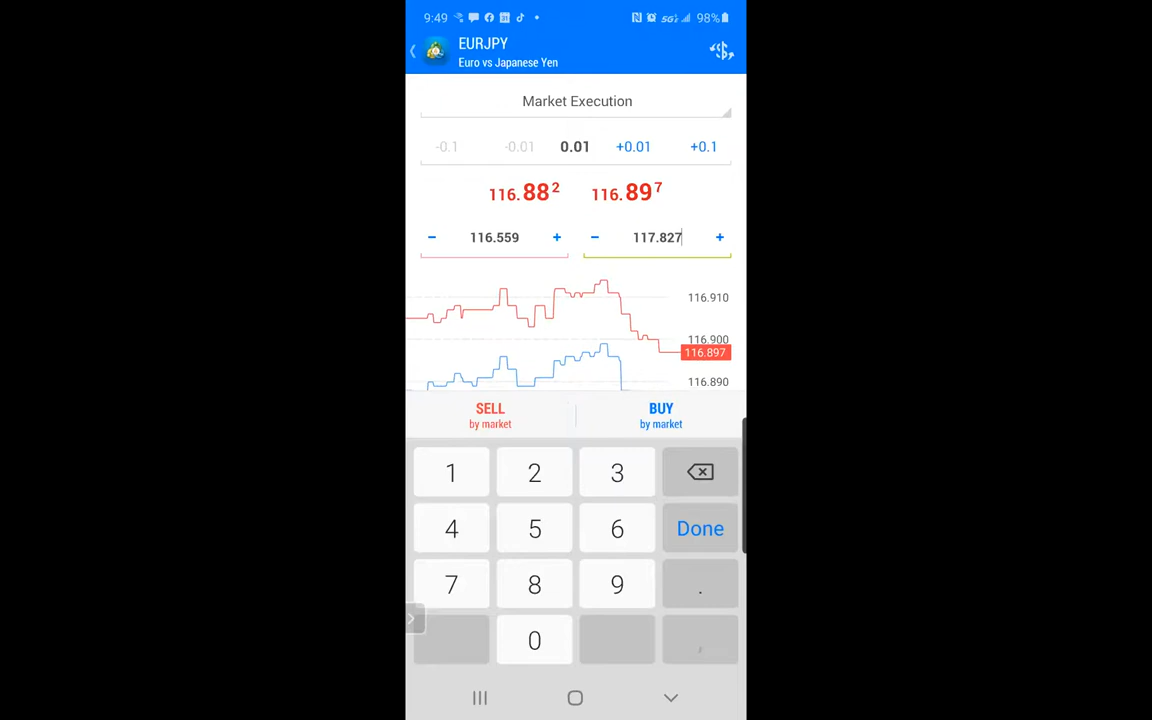 9:49 5G 98%
EURJPY
Euro vs Japanese Yen
Market Execution
-0.1 -0.01 0.01 +0.01 +0.1
116.88² 116.89⁷
− 116.559 + − 117.827 +
116.910
116.900
116.897
116.890
SELL BUY
by market by market
1 2 3
4 5 6 Done
7 8 9 .
0 ,